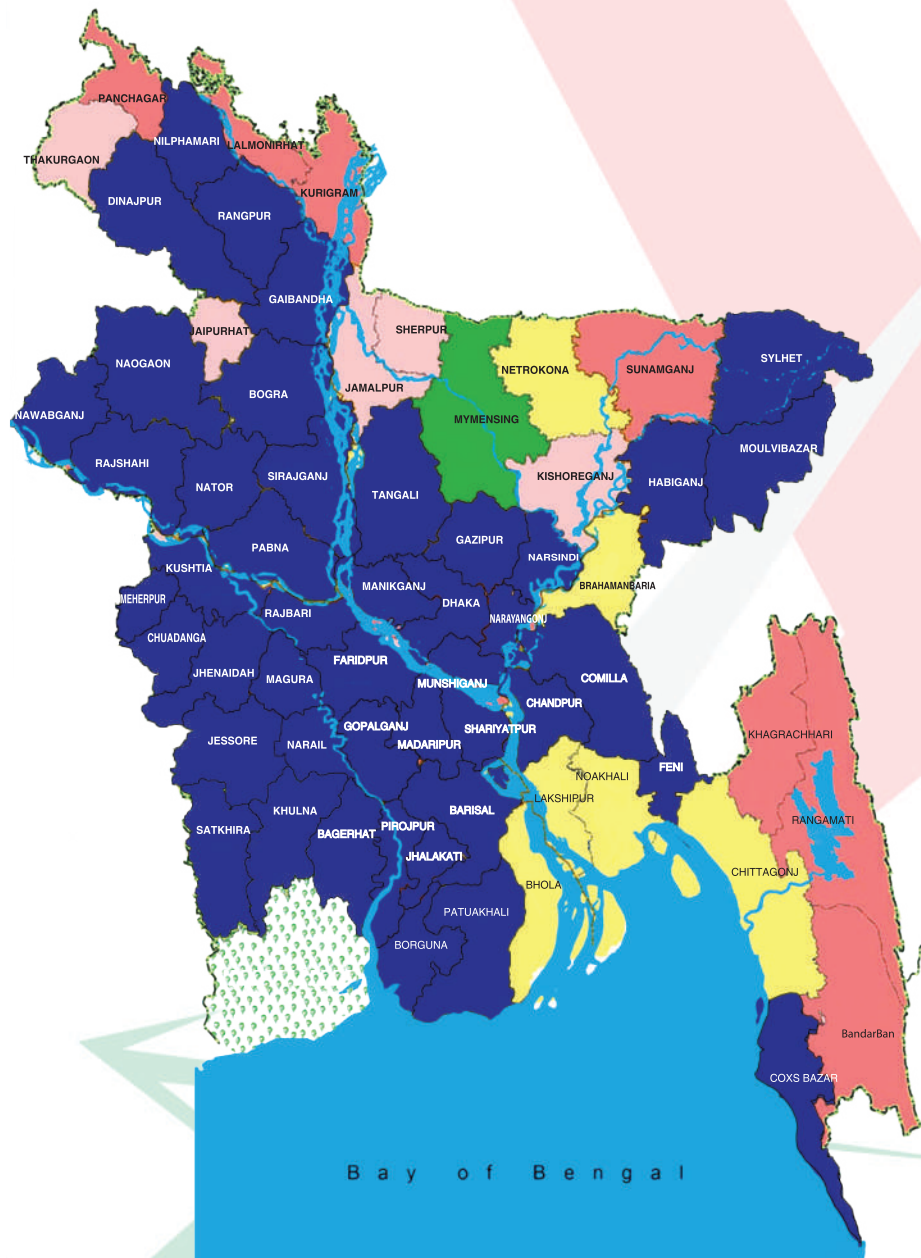 PANCHAGAR
NILPHAMARI
LALMONIRHAT
THAKURGAON
KURIGRAM
DINAJPUR
RANGPUR
GAIBANDHA
JAIPURHAT
SHERPUR
NAOGAON
NETROKONA
SUNAMGANJ
SYLHET
BOGRA
JAMALPUR
NAWABGANJ
MYMENSING
MOULVIBAZAR
RAJSHAHI
SIRAJGANJ
KISHOREGANJ
HABIGANJ
NATOR
TANGALI
GAZIPUR
PABNA
NARSINDI
KUSHTIA
MANIKGANJ
BRAHAMANBARIA
MEHERPUR
DHAKA
RAJBARI
NARAYANGONJ
CHUADANGA
FARIDPUR
JHENAIDAH
MAGURA
MUNSHIGANJ
COMILLA
CHANDPUR
GOPALGANJ
SHARIYATPUR
KHAGRACHHARI
JESSORE
NARAIL
MADARIPUR
FENI
NOAKHALI
LAKSHIPUR
KHULNA
BARISAL
RANGAMATI
SATKHIRA
BAGERHAT
PIROJPUR
JHALAKATI
CHITTAGONJ
BHOLA
PATUAKHALI
BORGUNA
BandarBan
COXS BAZAR
Bay of Bengal